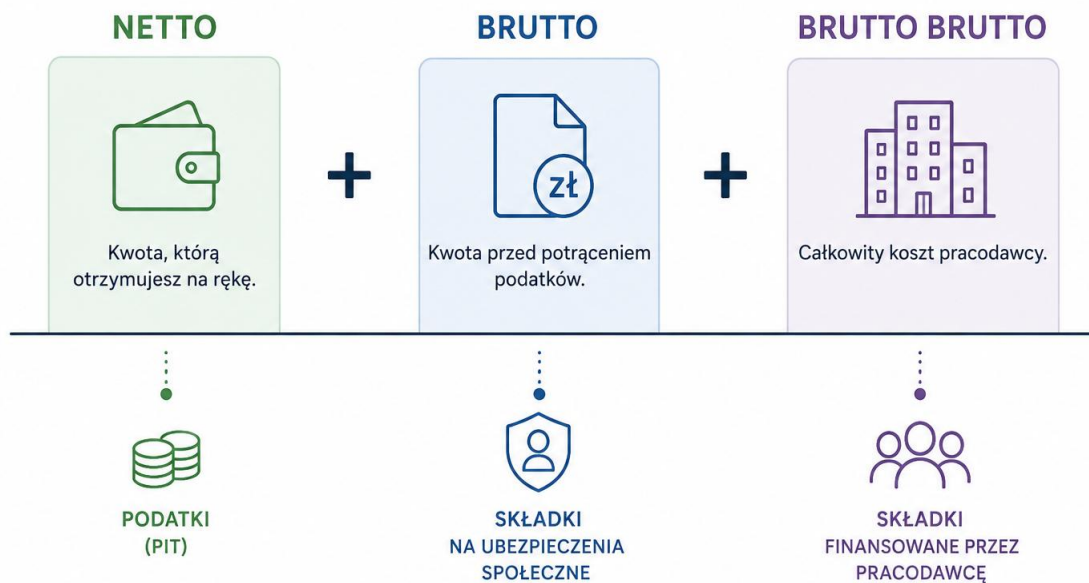 NETTO
BRUTTO
BRUTTO BRUTTO
zł
Kwota, którą
otrzymujesz na rękę.
Kwota przed potrąceniem
podatków.
Całkowity koszt pracodawcy.
PODATKI
(PIT)
SKŁADKI
NA UBEZPIECZENIA
SPOŁECZNE
SKŁADKI
FINANSOWANE PRZEZ
PRACODAWCĘ